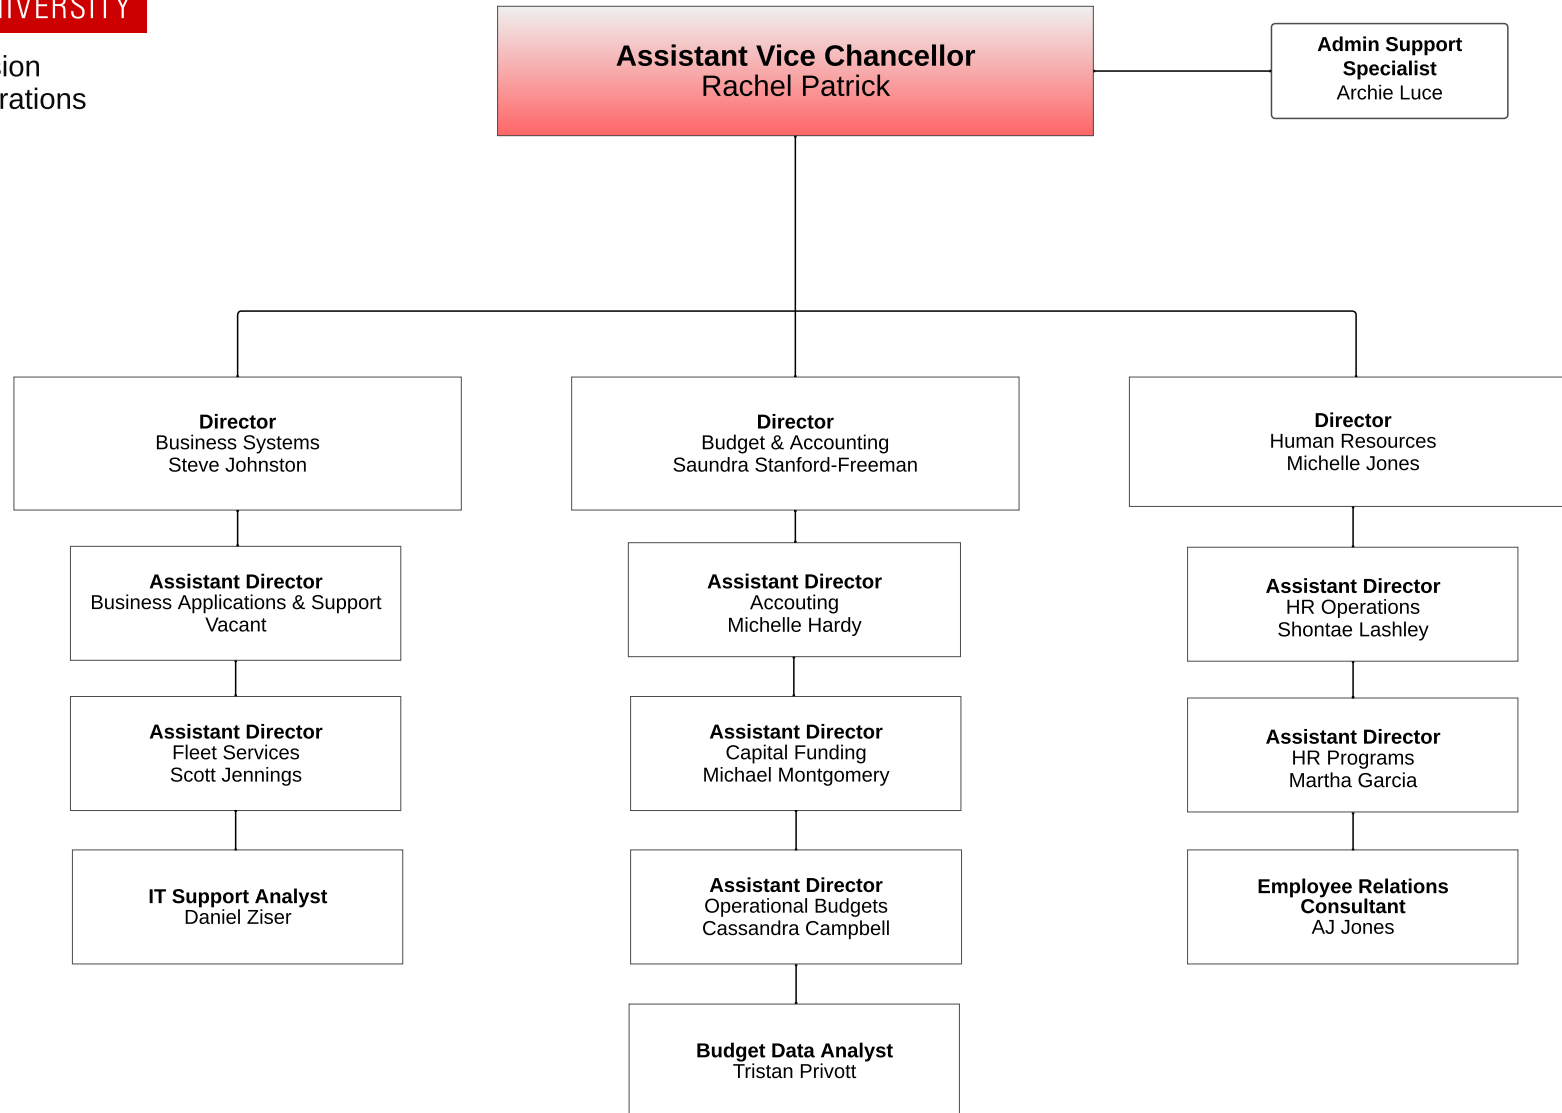 Assistant Vice Chancellor
Rachel Patrick
Admin Support
Specialist
Archie Luce
Director
Business Systems
Steve Johnston
Director
Budget & Accounting
Saundra Stanford-Freeman
Director
Human Resources
Michelle Jones
Assistant Director
Business Applications & Support
Vacant
Assistant Director
Accouting
Michelle Hardy
Assistant Director
HR Operations
Shontae Lashley
Assistant Director
Fleet Services
Scott Jennings
Assistant Director
Capital Funding
Michael Montgomery
Assistant Director
HR Programs
Martha Garcia
IT Support Analyst
Daniel Ziser
Assistant Director
Operational Budgets
Cassandra Campbell
Employee Relations
Consultant
AJ Jones
Budget Data Analyst
Tristan Privott